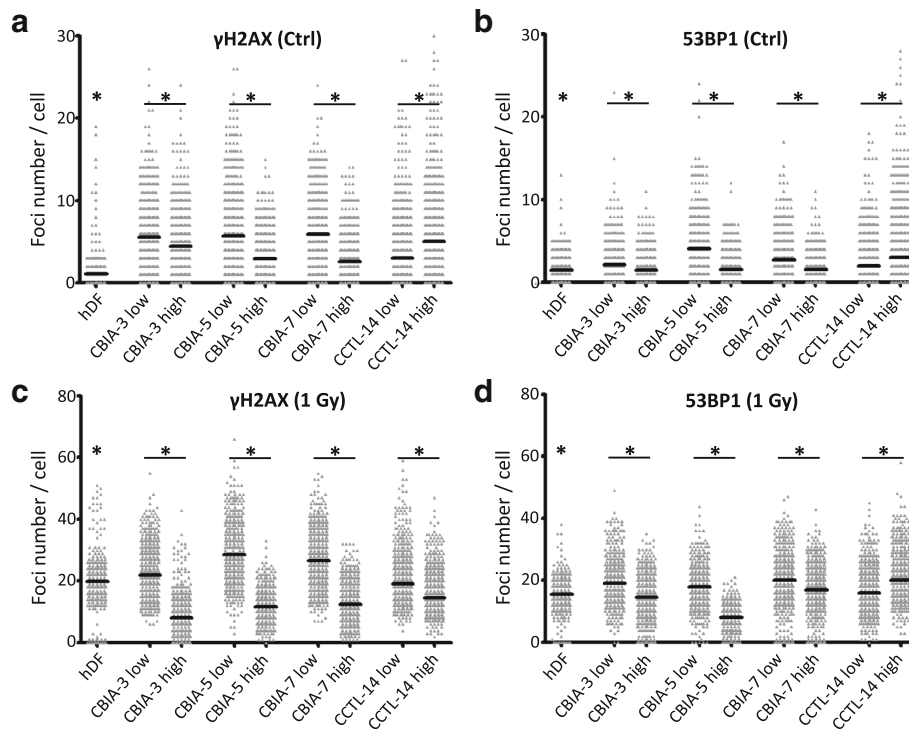 a
γH2AX (Ctrl)
Foci number / cell
30
20
10
0
* * * * *
hDF
CBIA-3 low
CBIA-3 high
CBIA-5 low
CBIA-5 high
CBIA-7 low
CBIA-7 high
CCTL-14 low
CCTL-14 high
b
53BP1 (Ctrl)
Foci number / cell
30
20
10
0
* * * * *
hDF
CBIA-3 low
CBIA-3 high
CBIA-5 low
CBIA-5 high
CBIA-7 low
CBIA-7 high
CCTL-14 low
CCTL-14 high
c
γH2AX (1 Gy)
Foci number / cell
80
60
40
20
0
* * * * *
hDF
CBIA-3 low
CBIA-3 high
CBIA-5 low
CBIA-5 high
CBIA-7 low
CBIA-7 high
CCTL-14 low
CCTL-14 high
d
53BP1 (1 Gy)
Foci number / cell
80
60
40
20
0
* * * * *
hDF
CBIA-3 low
CBIA-3 high
CBIA-5 low
CBIA-5 high
CBIA-7 low
CBIA-7 high
CCTL-14 low
CCTL-14 high